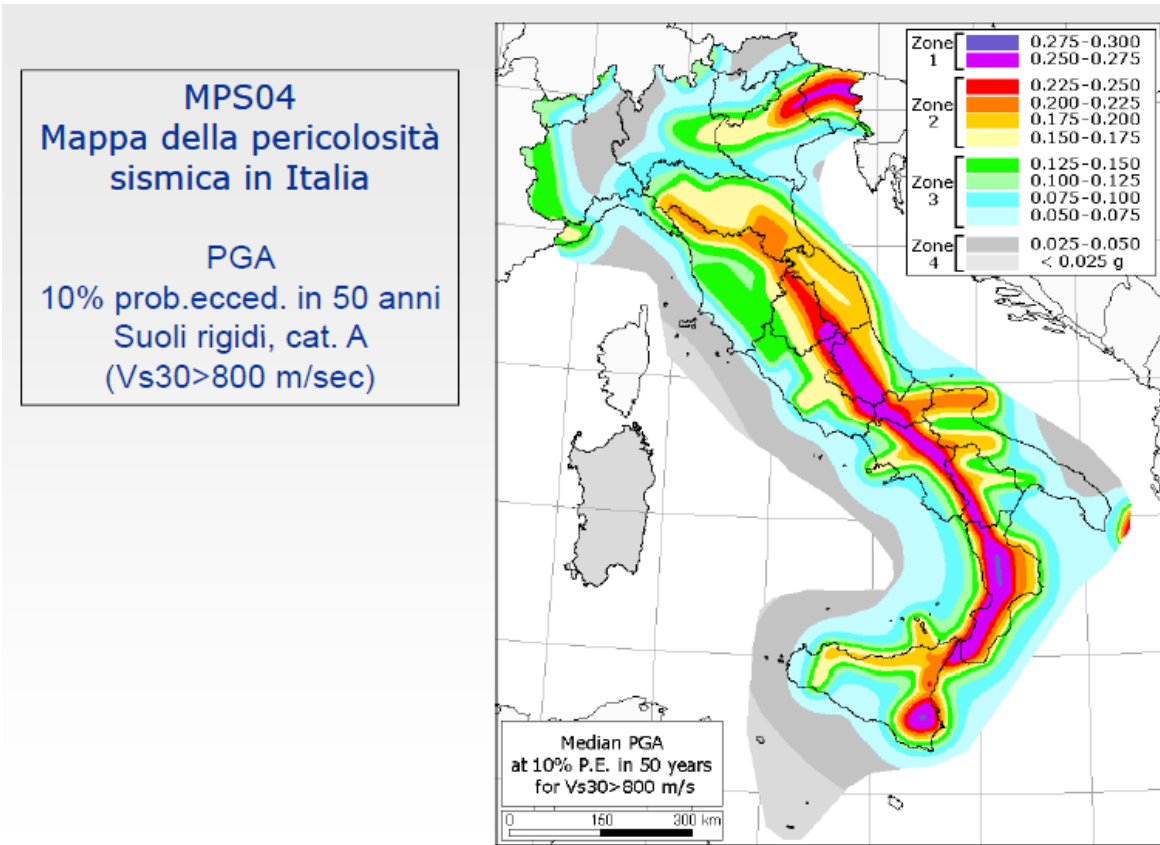 MPS04
Mappa della pericolosità
sismica in Italia
PGA
10% prob.ecced. in 50 anni
Suoli rigidi, cat. A
(Vs30>800 m/sec)
Zone 1
0.275-0.300
0.250-0.275
Zone 2
0.225-0.250
0.200-0.225
0.175-0.200
0.150-0.175
Zone 3
0.125-0.150
0.100-0.125
0.075-0.100
0.050-0.075
Zone 4
0.025-0.050
< 0.025 g
Median PGA
at 10% P.E. in 50 years
for Vs30>800 m/s
0 150 300 km